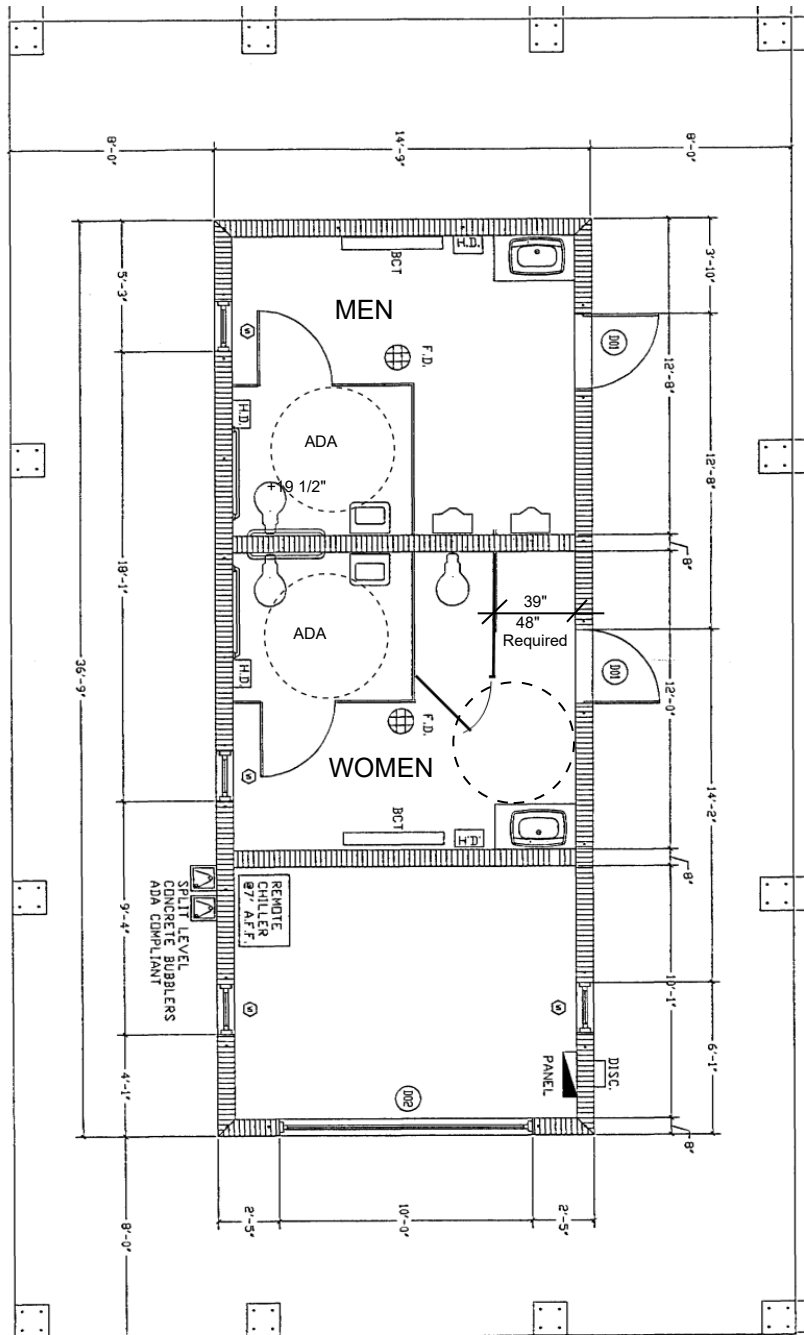 8'-0"
14'-9"
8'-0"
5'-3"
18'-1"
9'-4"
4'-1"
8'-0"
36'-9"
3'-10"
12'-8"
14'-2"
6'-1"
12'-8"
8"
12'-0"
8"
10'-1"
8"
H.D.
BCT
MEN
F.D.
D01
H.D.
ADA
+19 1/2"
ADA
39"
48"
Required
H.D.
D01
F.D.
WOMEN
BCT
H.D.
REMOTE
CHILLER
@7' A.F.F.
SPLIT LEVEL
CONCRETE BUBBLERS
ADA COMPLIANT
DISC.
PANEL
D02
2'-5"
10'-0"
2'-5"